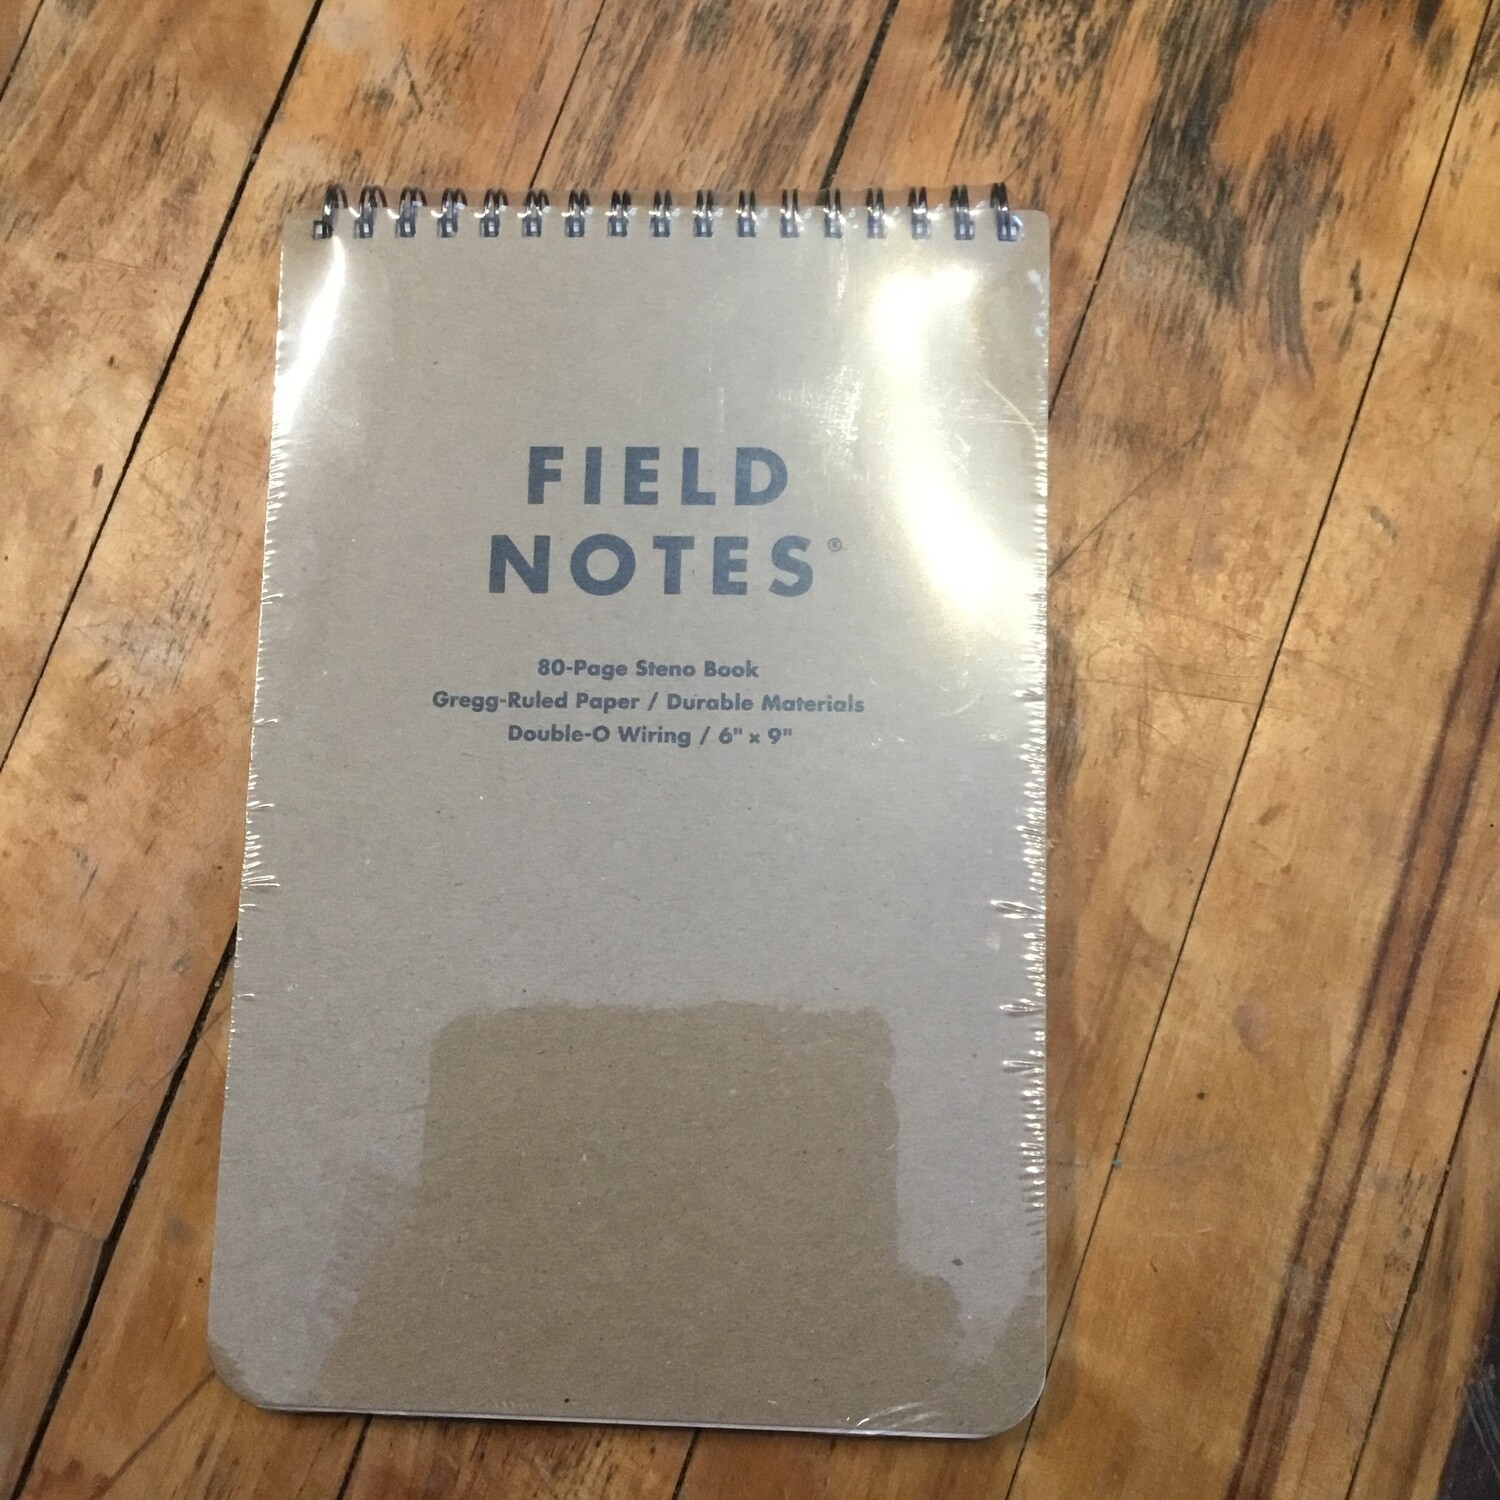 FIELD
NOTES®
80-Page Steno Book
Gregg-Ruled Paper / Durable Materials
Double-O Wiring / 6" x 9"